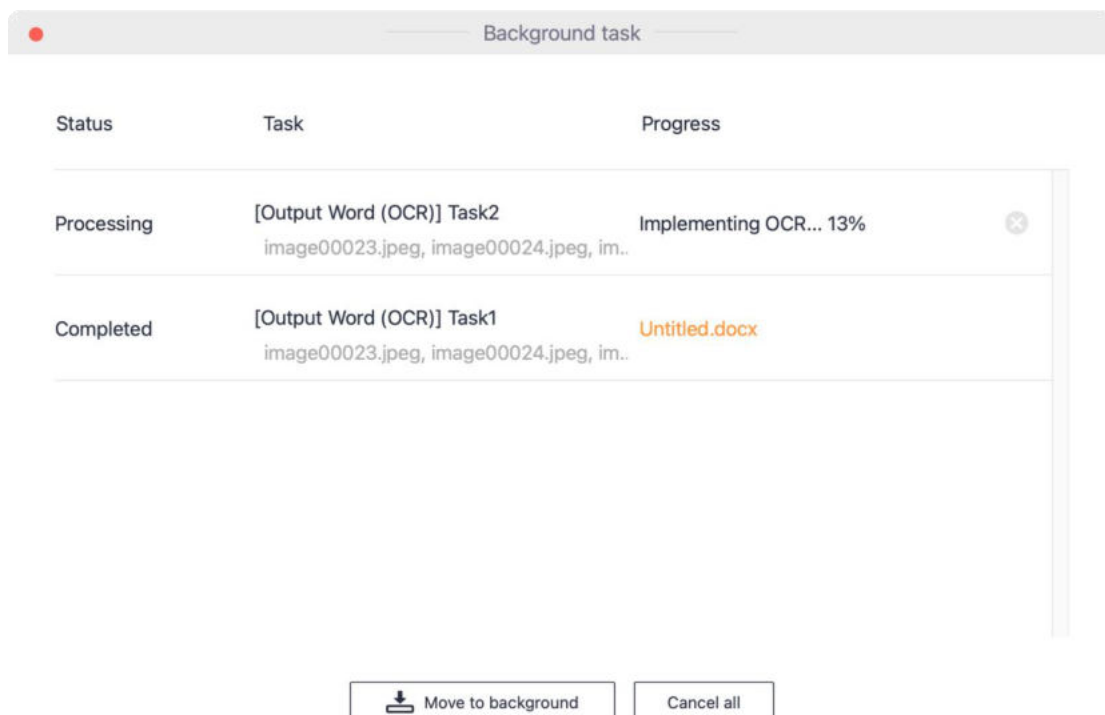 Background task
Status Task Progress
Processing [Output Word (OCR)] Task2 Implementing OCR... 13%
image00023.jpeg, image00024.jpeg, im..
Completed [Output Word (OCR)] Task1 Untitled.docx
image00023.jpeg, image00024.jpeg, im..
Move to background Cancel all